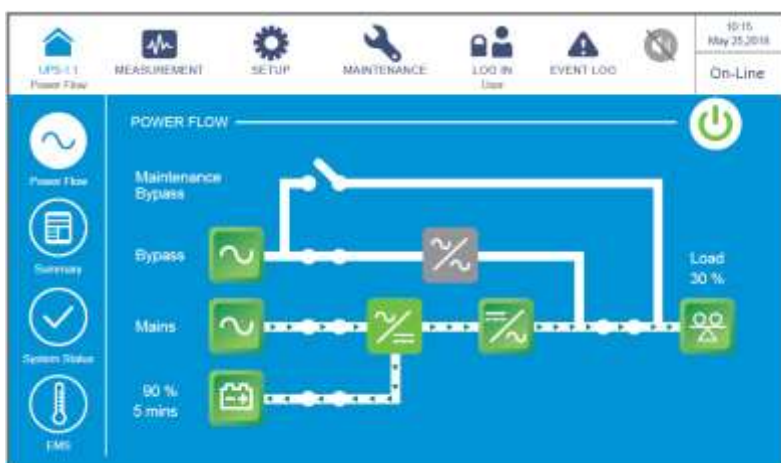 UPS-1.1
Power Flow
MEASUREMENT
SETUP
MAINTENANCE
LOG IN
User
EVENT LOG
10:15
May 25,2018
On-Line
POWER FLOW
Power Flow
Summary
System Status
EMS
Maintenance
Bypass
Bypass
Mains
90 %
5 mins
Load
30 %